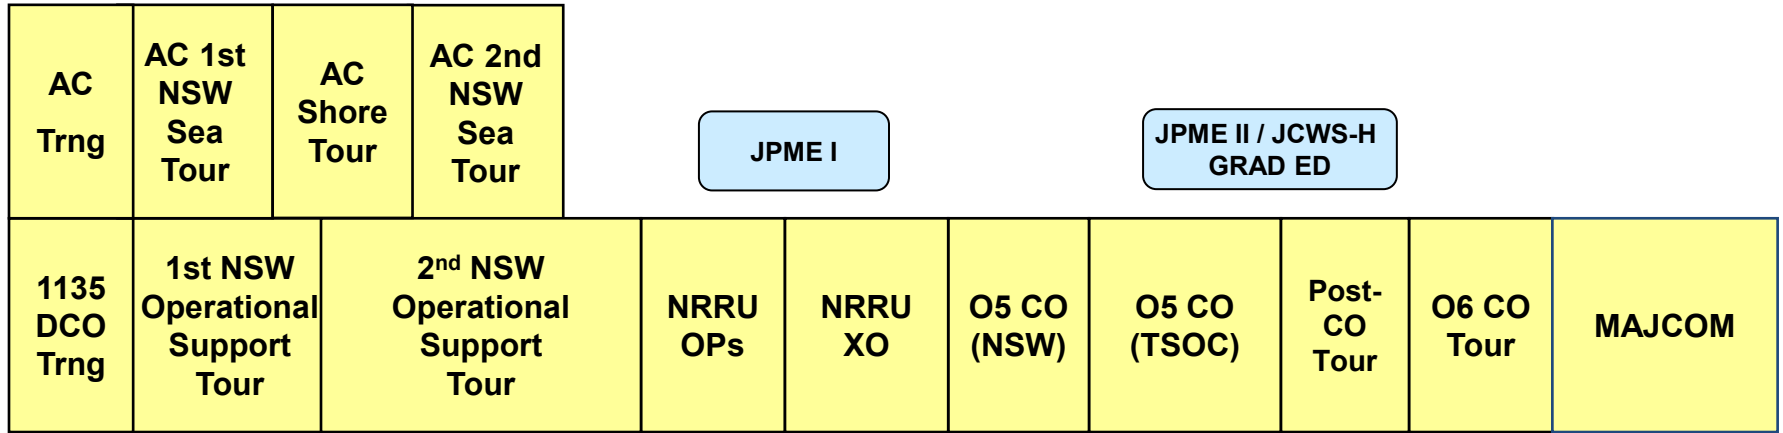 AC
Trng
AC 1st
NSW
Sea
Tour
AC
Shore
Tour
AC 2nd
NSW
Sea
Tour
JPME I
JPME II / JCWS-H
GRAD ED
1135
DCO
Trng
1st NSW
Operational
Support
Tour
2nd NSW
Operational
Support
Tour
NRRU
OPs
NRRU
XO
O5 CO
(NSW)
O5 CO
(TSOC)
Post-
CO
Tour
O6 CO
Tour
MAJCOM